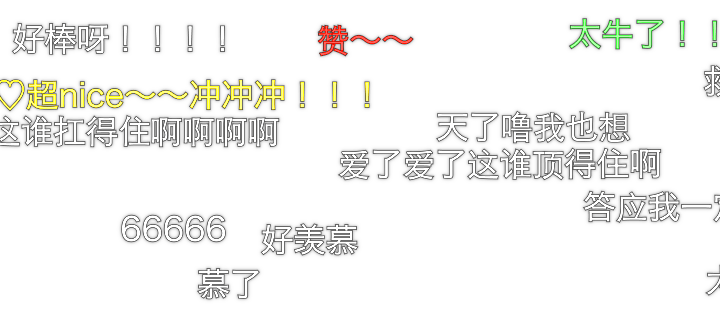 好棒呀！！！！
赞～～
太牛了！！
♡超nice～～冲冲冲！！！
这谁扛得住啊啊啊啊
天了噜我也想
爱了爱了这谁顶得住啊
答应我一定
66666
好羡慕
慕了